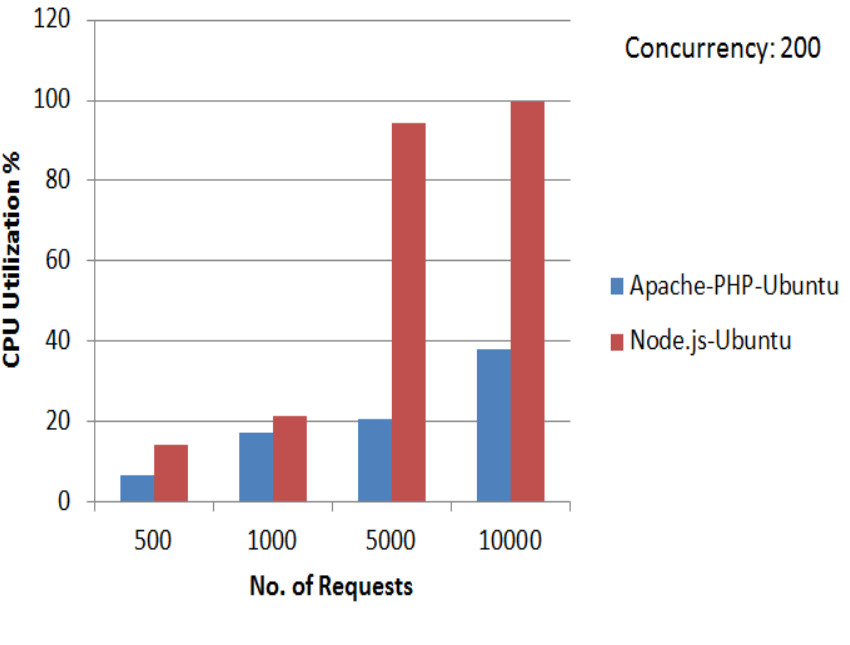 120
Concurrency: 200
100
80
60
40
20
0
CPU Utilization %
Apache-PHP-Ubuntu
Node.js-Ubuntu
500 1000 5000 10000
No. of Requests